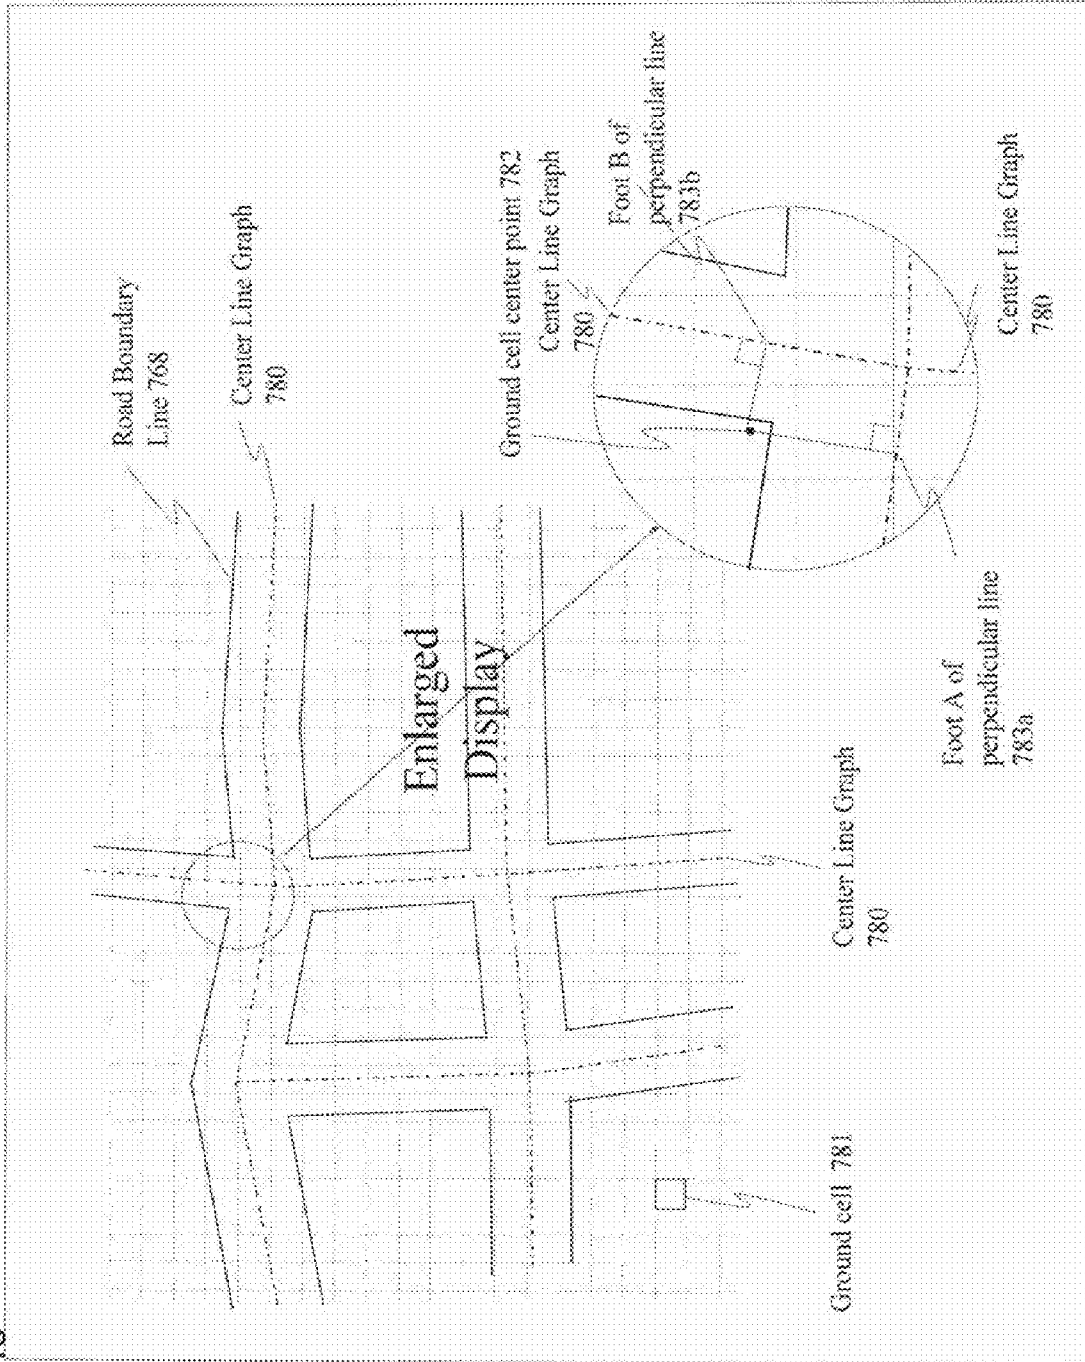 Road Boundary
Line 768
Center Line Graph
780
Enlarged
Display
Ground cell center point 782
Center Line Graph
780
Foot B of
perpendicular line
783b
Center Line Graph
780
Foot A of
perpendicular line
783a
Center Line Graph
780
Ground cell 781